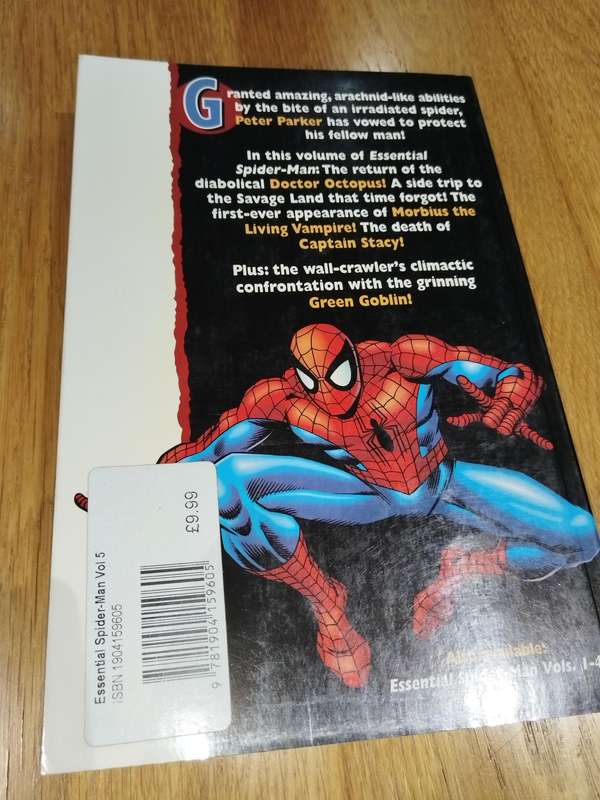 Granted amazing, arachnid-like abilities
by the bite of an irradiated spider,
Peter Parker has vowed to protect
his fellow man!
In this volume of Essential
Spider-Man: The return of the
diabolical Doctor Octopus! A side trip to
the Savage Land that time forgot! The
first-ever appearance of Morbius the
Living Vampire! The death of
Captain Stacy!
Plus: the wall-crawler's climactic
confrontation with the grinning
Green Goblin!
Essential Spider-Man Vol 5
ISBN 1904159605
£9.99
9 781904 159605
Also available:
Essential Spider-Man Vols. 1-4